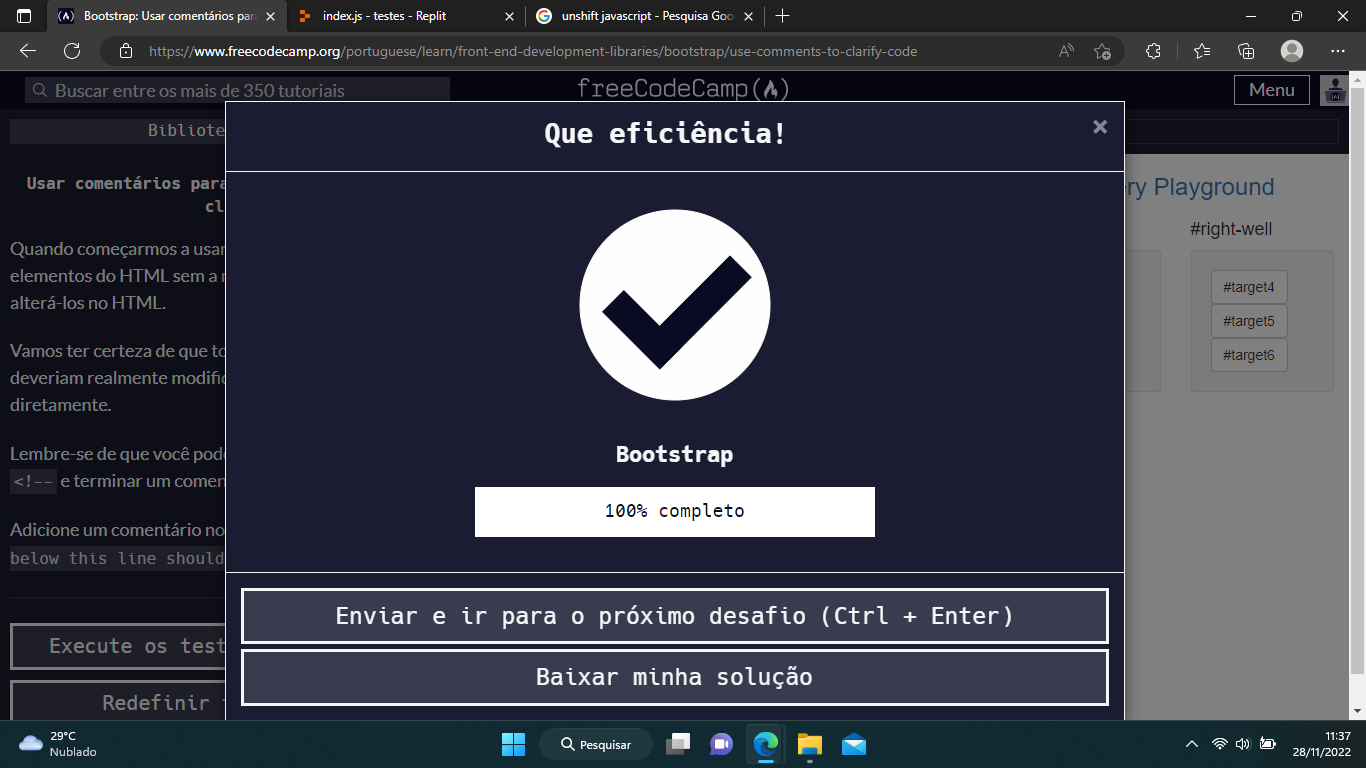 Bootstrap: Usar comentários para
index.js - testes - Replit
unshift javascript - Pesquisa Goo
https://www.freecodecamp.org/portuguese/learn/front-end-development-libraries/bootstrap/use-comments-to-clarify-code
Buscar entre os mais de 350 tutoriais
freeCodeCamp(🔥)
Menu
Bibliote
Usar comentários para
cl
Quando começarmos a usar
elementos do HTML sem a
alterá-los no HTML.
Vamos ter certeza de que to
deveriam realmente modific
diretamente.
Lembre-se de que você pod
<!-- e terminar um comen
Adicione um comentário no
below this line should
Execute os test
Redefinir
Que eficiência!
×
Bootstrap
100% completo
Enviar e ir para o próximo desafio (Ctrl + Enter)
Baixar minha solução
ry Playground
#right-well
#target4
#target5
#target6
29°C
Nublado
Pesquisar
11:37
28/11/2022